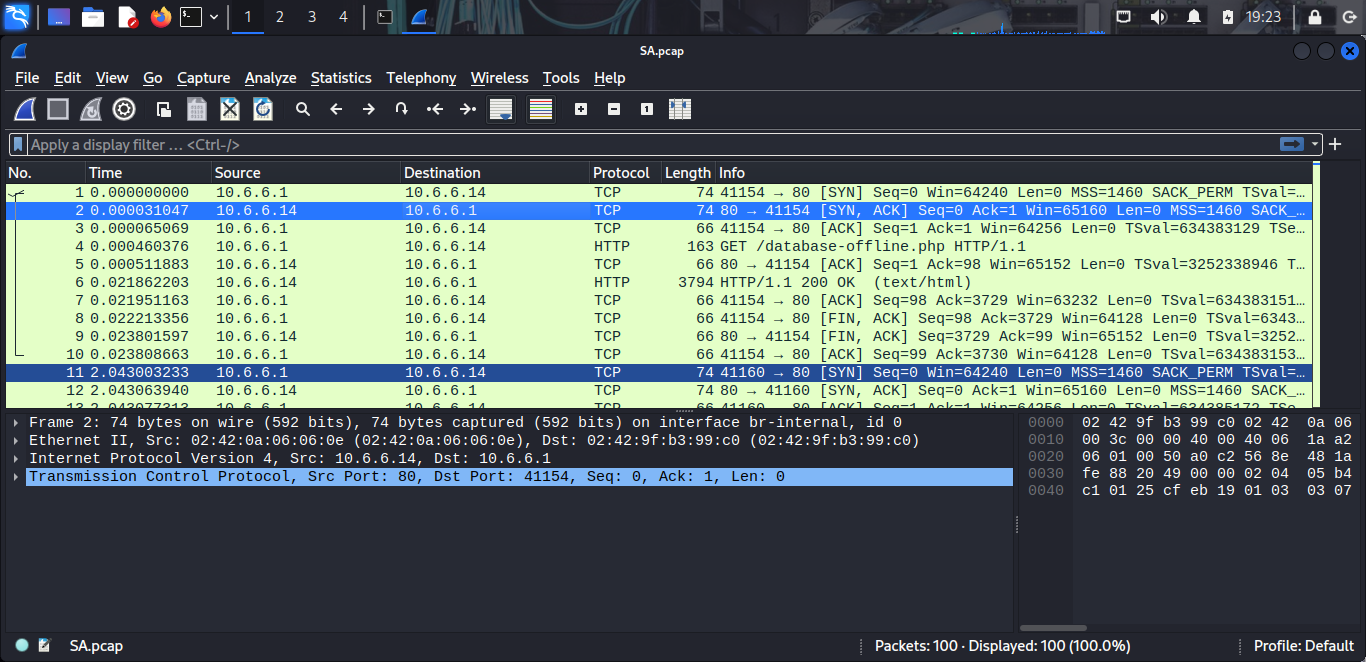 1 2 3 4 19:23
SA.pcap
File Edit View Go Capture Analyze Statistics Telephony Wireless Tools Help
Apply a display filter … <Ctrl-/>
No. Time Source Destination Protocol Length Info
1 0.000000000 10.6.6.1 10.6.6.14 TCP 74 41154 → 80 [SYN] Seq=0 Win=64240 Len=0 MSS=1460 SACK_PERM TSval=…
2 0.000031047 10.6.6.14 10.6.6.1 TCP 74 80 → 41154 [SYN, ACK] Seq=0 Ack=1 Win=65160 Len=0 MSS=1460 SACK_…
3 0.000065069 10.6.6.1 10.6.6.14 TCP 66 41154 → 80 [ACK] Seq=1 Ack=1 Win=64256 Len=0 TSval=634383129 TSe…
4 0.000460376 10.6.6.1 10.6.6.14 HTTP 163 GET /database-offline.php HTTP/1.1
5 0.000511883 10.6.6.14 10.6.6.1 TCP 66 80 → 41154 [ACK] Seq=1 Ack=98 Win=65152 Len=0 TSval=3252338946 T…
6 0.021862203 10.6.6.14 10.6.6.1 HTTP 3794 HTTP/1.1 200 OK (text/html)
7 0.021951163 10.6.6.1 10.6.6.14 TCP 66 41154 → 80 [ACK] Seq=98 Ack=3729 Win=63232 Len=0 TSval=634383151…
8 0.022213356 10.6.6.1 10.6.6.14 TCP 66 41154 → 80 [FIN, ACK] Seq=98 Ack=3729 Win=64128 Len=0 TSval=6343…
9 0.023801597 10.6.6.14 10.6.6.1 TCP 66 80 → 41154 [FIN, ACK] Seq=3729 Ack=99 Win=65152 Len=0 TSval=3252…
10 0.023808663 10.6.6.1 10.6.6.14 TCP 66 41154 → 80 [ACK] Seq=99 Ack=3730 Win=64128 Len=0 TSval=634383153…
11 2.043003233 10.6.6.1 10.6.6.14 TCP 74 41160 → 80 [SYN] Seq=0 Win=64240 Len=0 MSS=1460 SACK_PERM TSval=…
12 2.043063940 10.6.6.14 10.6.6.1 TCP 74 80 → 41160 [SYN, ACK] Seq=0 Ack=1 Win=65160 Len=0 MSS=1460 SACK_…
13 2.043077313 10.6.6.1 10.6.6.14 TCP 66 41160 → 80 [ACK] Seq=1 Ack=1 Win=64256 Len=0 TSval=634385172 TSe…
Frame 2: 74 bytes on wire (592 bits), 74 bytes captured (592 bits) on interface br-internal, id 0
Ethernet II, Src: 02:42:0a:06:06:0e (02:42:0a:06:06:0e), Dst: 02:42:9f:b3:99:c0 (02:42:9f:b3:99:c0)
Internet Protocol Version 4, Src: 10.6.6.14, Dst: 10.6.6.1
Transmission Control Protocol, Src Port: 80, Dst Port: 41154, Seq: 0, Ack: 1, Len: 0
0000 02 42 9f b3 99 c0 02 42 0a 06
0010 00 3c 00 00 40 00 40 06 1a a2
0020 06 01 00 50 a0 c2 56 8e 48 1a
0030 fe 88 20 49 00 00 02 04 05 b4
0040 c1 01 25 cf eb 19 01 03 03 07
SA.pcap Packets: 100 · Displayed: 100 (100.0%) Profile: Default